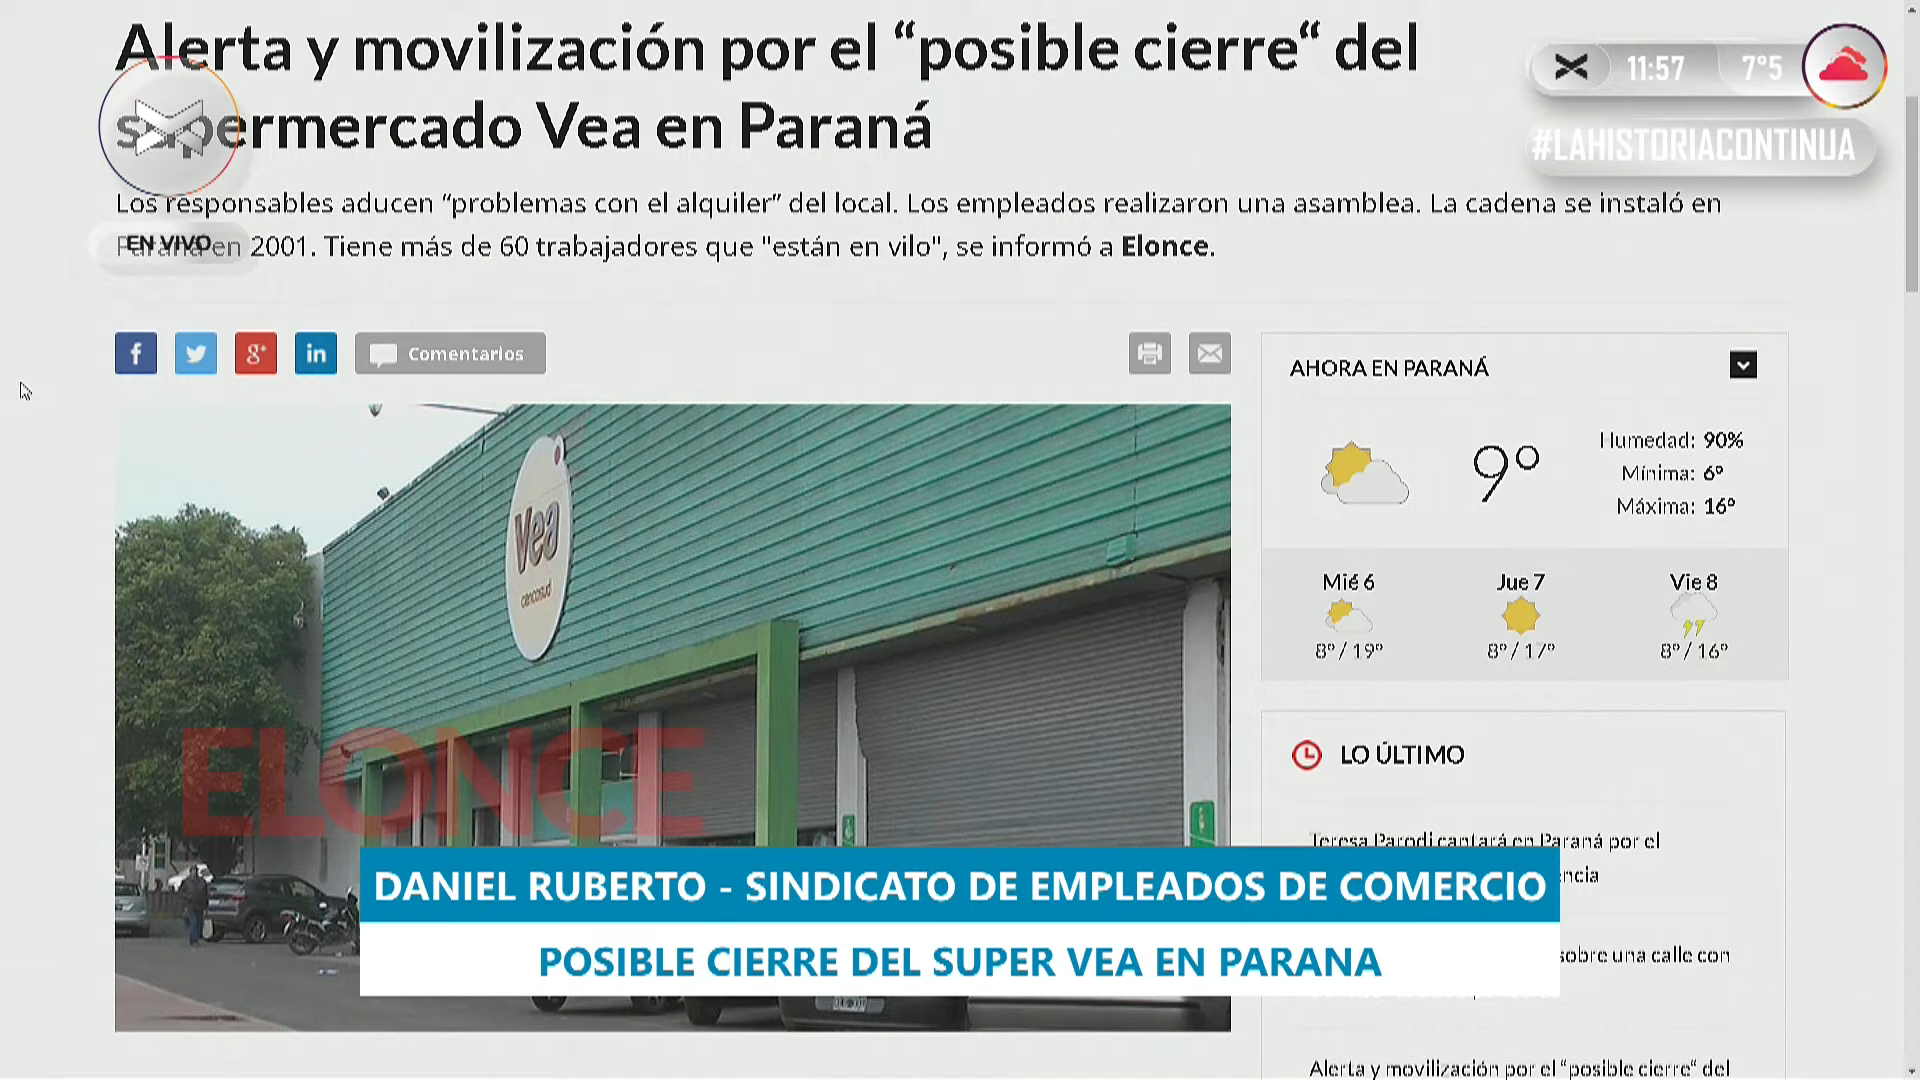 Alerta y movilización por el “posible cierre“ del
supermercado Vea en Paraná
11:57 7°5
#LAHISTORIACONTINUA
Los responsables aducen “problemas con el alquiler” del local. Los empleados realizaron una asamblea. La cadena se instaló en
Paraná en 2001. Tiene más de 60 trabajadores que "están en vilo", se informó a Elonce.
EN VIVO
f
g+
in
Comentarios
AHORA EN PARANÁ
9°
Humedad: 90%
Mínima: 6°
Máxima: 16°
Mié 6 Jue 7 Vie 8
8° / 19° 8° / 17° 8° / 16°
Vea
cencosud
ELONCE
LO ÚLTIMO
Teresa Parodi cantará en Paraná por el
sobre una calle con
Alerta y movilización por el “posible cierre“ del
DANIEL RUBERTO - SINDICATO DE EMPLEADOS DE COMERCIO
POSIBLE CIERRE DEL SUPER VEA EN PARANA